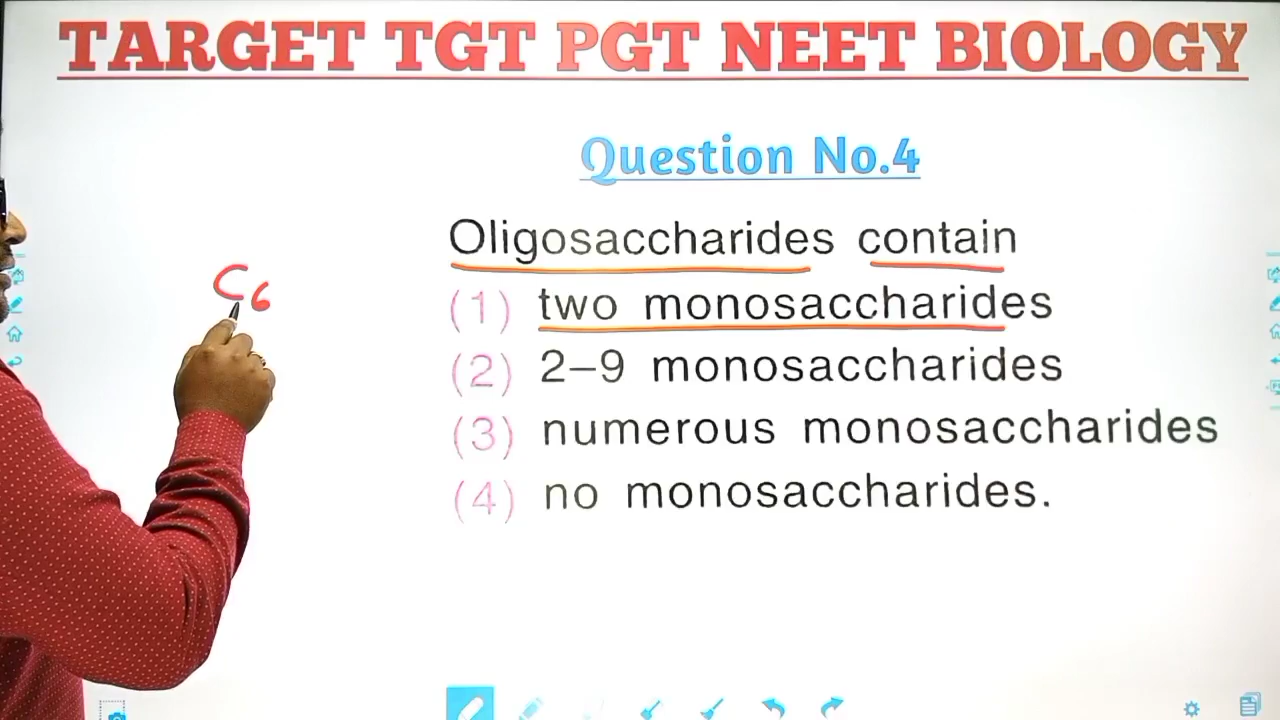 TARGET TGT PGT NEET BIOLOGY
Question No.4
Oligosaccharides contain
(1) two monosaccharides
(2) 2–9 monosaccharides
(3) numerous monosaccharides
(4) no monosaccharides.
C6